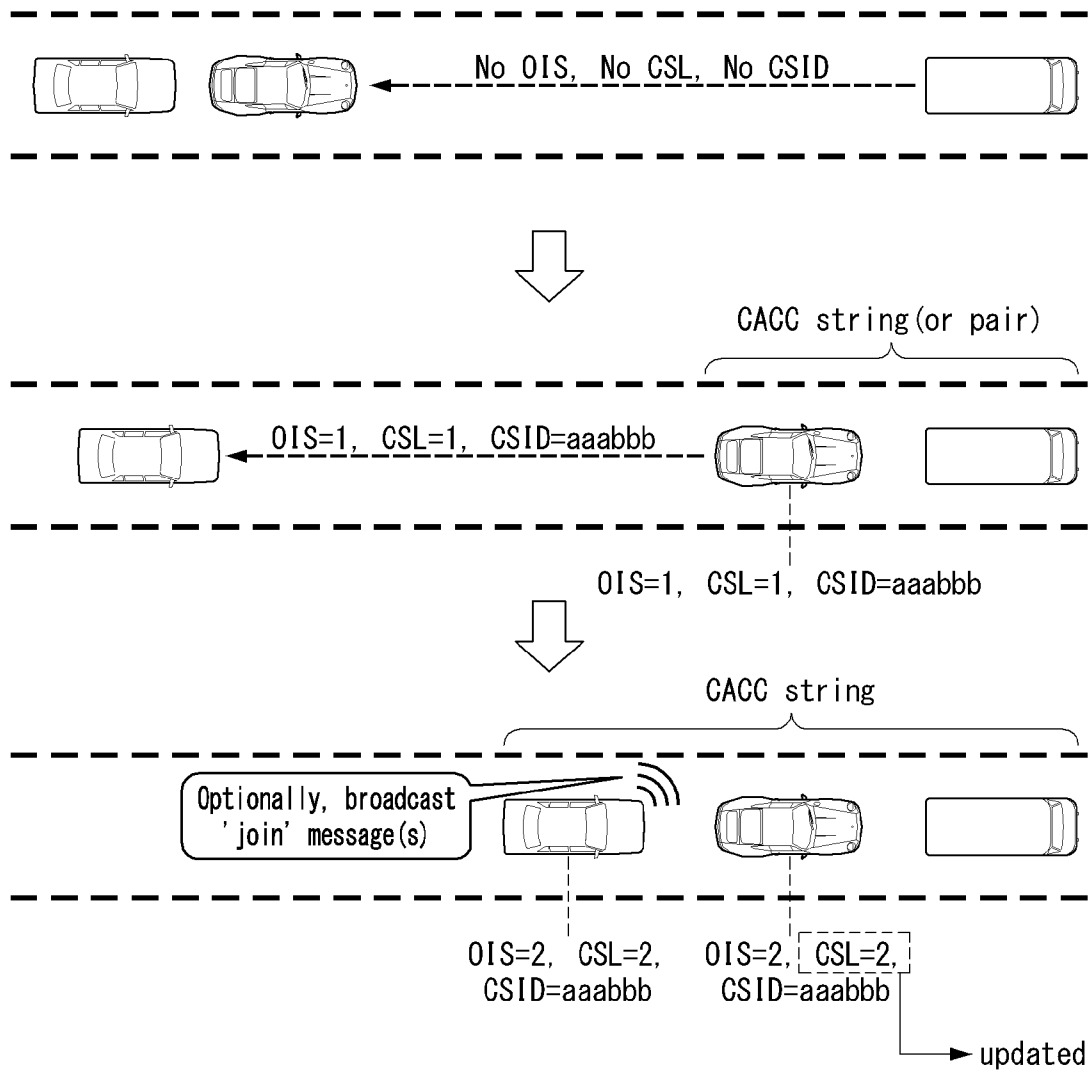 No OIS, No CSL, No CSID
CACC string(or pair)
OIS=1, CSL=1, CSID=aaabbb
OIS=1, CSL=1, CSID=aaabbb
CACC string
Optionally, broadcast
'join' message(s)
OIS=2, CSL=2,
CSID=aaabbb
OIS=2, CSL=2,
CSID=aaabbb
updated